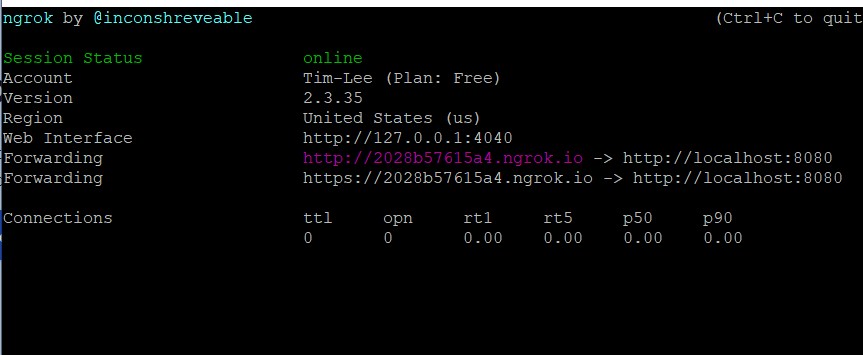 ngrok by @inconshreveable (Ctrl+C to quit
Session Status online
Account Tim-Lee (Plan: Free)
Version 2.3.35
Region United States (us)
Web Interface http://127.0.0.1:4040
Forwarding http://2028b57615a4.ngrok.io -> http://localhost:8080
Forwarding https://2028b57615a4.ngrok.io -> http://localhost:8080
Connections ttl opn rt1 rt5 p50 p90
0 0 0.00 0.00 0.00 0.00